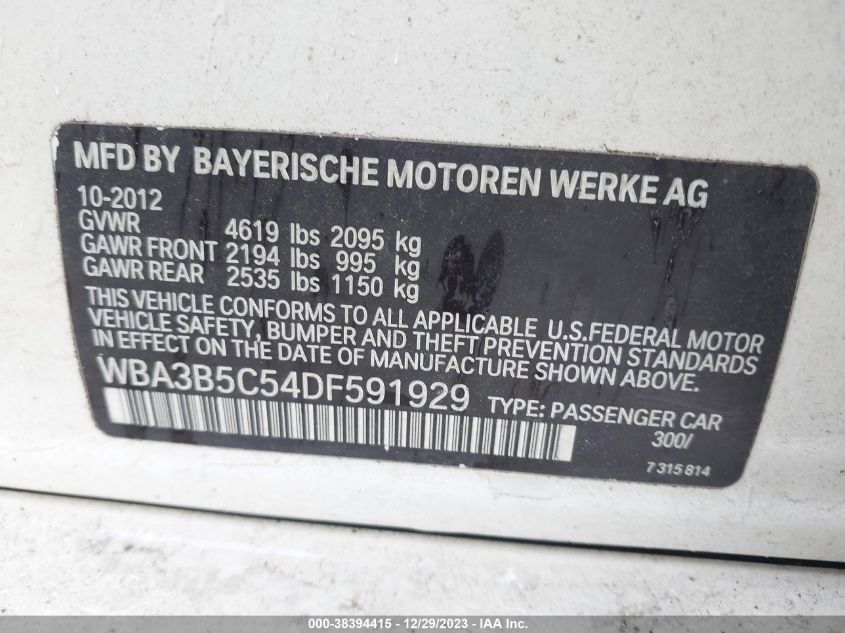 MFD BY BAYERISCHE MOTOREN WERKE AG
10-2012
GVWR 4619 lbs 2095 kg
GAWR FRONT 2194 lbs 995 kg
GAWR REAR 2535 lbs 1150 kg
THIS VEHICLE CONFORMS TO ALL APPLICABLE U.S.FEDERAL MOTOR
VEHICLE SAFETY, BUMPER AND THEFT PREVENTION STANDARDS
IN EFFECT ON THE DATE OF MANUFACTURE SHOWN ABOVE.
WBA3B5C54DF591929 TYPE: PASSENGER CAR
300/
7315814
000-38394415 - 12/29/2023 - © IAA, Inc.